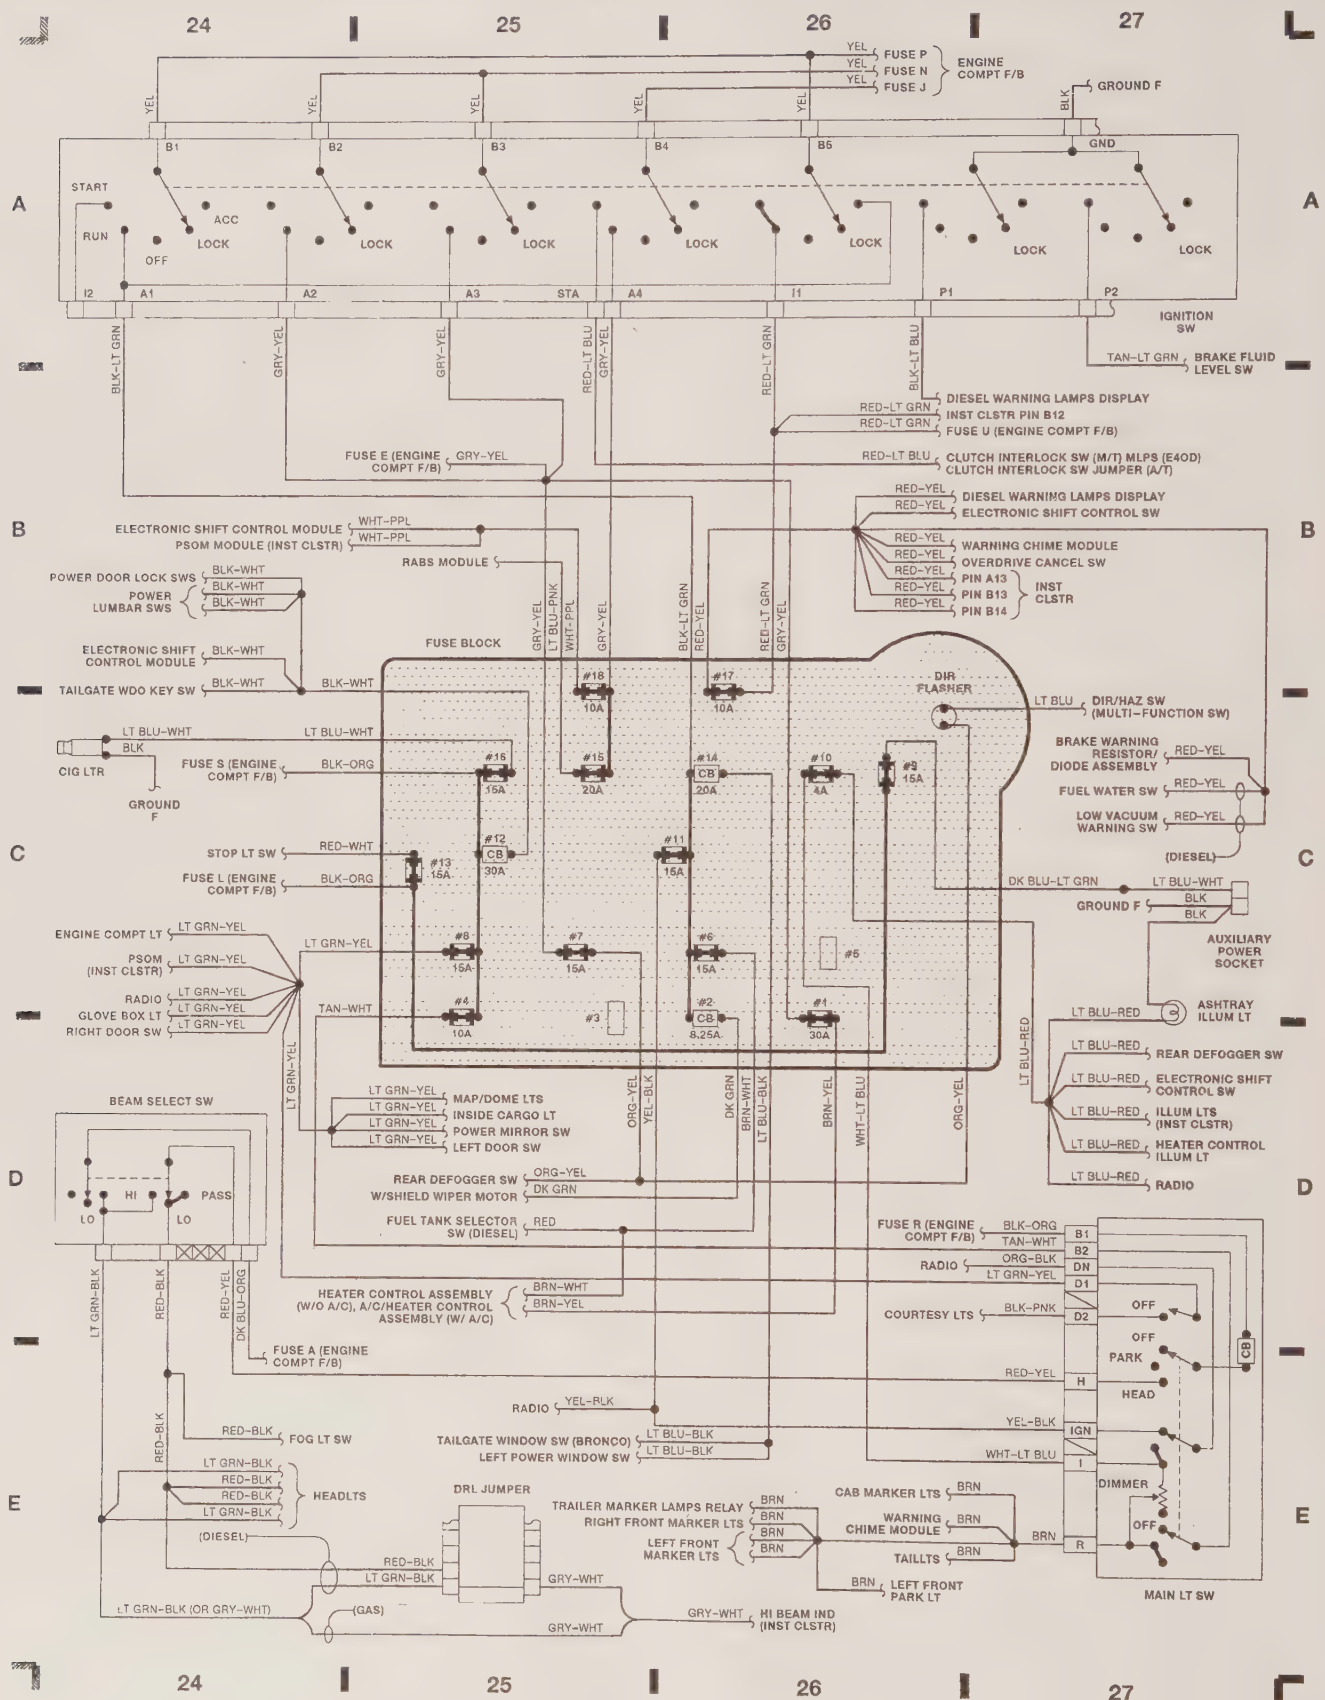 24 25 26 27
YEL FUSE P
YEL FUSE N
YEL FUSE J
ENGINE
COMPT F/B
YEL YEL YEL YEL BLK GROUND F
B1 B2 B3 B4 B5 GND
A A
START
RUN
ACC
OFF
LOCK LOCK LOCK LOCK LOCK LOCK LOCK
I2 A1 A2 A3 STA A4 I1 P1 P2
IGNITION
SW
BLK-LT GRN GRY-YEL GRY-YEL RED-LT BLU GRY-YEL RED-LT GRN BLK-LT BLU
TAN-LT GRN BRAKE FLUID
LEVEL SW
DIESEL WARNING LAMPS DISPLAY
RED-LT GRN INST CLSTR PIN B12
RED-LT GRN FUSE U (ENGINE COMPT F/B)
FUSE E (ENGINE
COMPT F/B) GRY-YEL
RED-LT BLU CLUTCH INTERLOCK SW (M/T) MLPS (E4OD)
CLUTCH INTERLOCK SW JUMPER (A/T)
B B
RED-YEL DIESEL WARNING LAMPS DISPLAY
RED-YEL ELECTRONIC SHIFT CONTROL SW
RED-YEL WARNING CHIME MODULE
RED-YEL OVERDRIVE CANCEL SW
RED-YEL PIN A13
RED-YEL PIN B13
RED-YEL PIN B14
INST
CLSTR
ELECTRONIC SHIFT CONTROL MODULE WHT-PPL
PSOM MODULE (INST CLSTR) WHT-PPL
RABS MODULE
POWER DOOR LOCK SWS BLK-WHT
POWER
LUMBAR SWS
BLK-WHT
BLK-WHT
GRY-YEL LT BLU-PNK WHT-PPL GRY-YEL BLK-LT GRN RED-YEL RED-LT GRN GRY-YEL
FUSE BLOCK
ELECTRONIC SHIFT
CONTROL MODULE BLK-WHT
TAILGATE WDO KEY SW BLK-WHT BLK-WHT
#18
10A
#17
10A
DIR
FLASHER
LT BLU DIR/HAZ SW
(MULTI-FUNCTION SW)
LT BLU-WHT LT BLU-WHT
BLK
CIG LTR
GROUND
F
FUSE S (ENGINE
COMPT F/B) BLK-ORG
#16
15A
#15
20A
#14
CB
20A
#10
4A
#9
15A
BRAKE WARNING
RESISTOR/
DIODE ASSEMBLY RED-YEL
FUEL WATER SW RED-YEL
LOW VACUUM
WARNING SW RED-YEL
(DIESEL)
C C
STOP LT SW RED-WHT
FUSE L (ENGINE
COMPT F/B) BLK-ORG
#13
15A
#12
CB
30A
#11
15A
DK BLU-LT GRN LT BLU-WHT
GROUND F BLK
BLK
AUXILIARY
POWER
SOCKET
ENGINE COMPT LT LT GRN-YEL
PSOM
(INST CLSTR) LT GRN-YEL
RADIO LT GRN-YEL
GLOVE BOX LT LT GRN-YEL
RIGHT DOOR SW LT GRN-YEL
LT GRN-YEL
TAN-WHT
#8
15A
#7
15A
#6
15A
#5
#4
10A
#3
#2
CB
8.25A
#1
30A
LT BLU-RED ASHTRAY
ILLUM LT
LT BLU-RED REAR DEFOGGER SW
LT BLU-RED ELECTRONIC SHIFT
CONTROL SW
LT BLU-RED ILLUM LTS
(INST CLSTR)
LT BLU-RED HEATER CONTROL
ILLUM LT
LT BLU-RED RADIO
LT BLU-RED
LT GRN-YEL
LT GRN-YEL MAP/DOME LTS
LT GRN-YEL INSIDE CARGO LT
LT GRN-YEL POWER MIRROR SW
LT GRN-YEL LEFT DOOR SW
ORG-YEL YEL-BLK DK GRN BRN-WHT LT BLU-BLK BRN-YEL WHT-LT BLU ORG-YEL
BEAM SELECT SW
D D
HI PASS
LO LO
REAR DEFOGGER SW ORG-YEL
W/SHIELD WIPER MOTOR DK GRN
FUEL TANK SELECTOR
SW (DIESEL) RED
HEATER CONTROL ASSEMBLY
(W/O A/C), A/C/HEATER CONTROL
ASSEMBLY (W/ A/C)
BRN-WHT
BRN-YEL
FUSE R (ENGINE
COMPT F/B) BLK-ORG B1
TAN-WHT B2
RADIO ORG-BLK DN
LT GRN-YEL D1
COURTESY LTS BLK-PNK D2
OFF
OFF
PARK
HEAD
CB
LT GRN-BLK RED-BLK RED-YEL DK BLU-ORG
FUSE A (ENGINE
COMPT F/B)
RED-YEL H
RADIO YEL-BLK
YEL-BLK IGN
WHT-LT BLU I
RED-BLK
RED-BLK FOG LT SW
TAILGATE WINDOW SW (BRONCO) LT BLU-BLK
LEFT POWER WINDOW SW LT BLU-BLK
LT GRN-BLK
RED-BLK
RED-BLK
LT GRN-BLK
HEADLTS
DIMMER
OFF
E E
DRL JUMPER
TRAILER MARKER LAMPS RELAY BRN
RIGHT FRONT MARKER LTS BRN
LEFT FRONT
MARKER LTS
BRN
BRN
CAB MARKER LTS BRN
WARNING
CHIME MODULE BRN
TAILLTS BRN
BRN R
BRN LEFT FRONT
PARK LT
MAIN LT SW
(DIESEL)
RED-BLK
LT GRN-BLK
GRY-WHT
LT GRN-BLK (OR GRY-WHT)
(GAS)
GRY-WHT
GRY-WHT HI BEAM IND
(INST CLSTR)
24 25 26 27